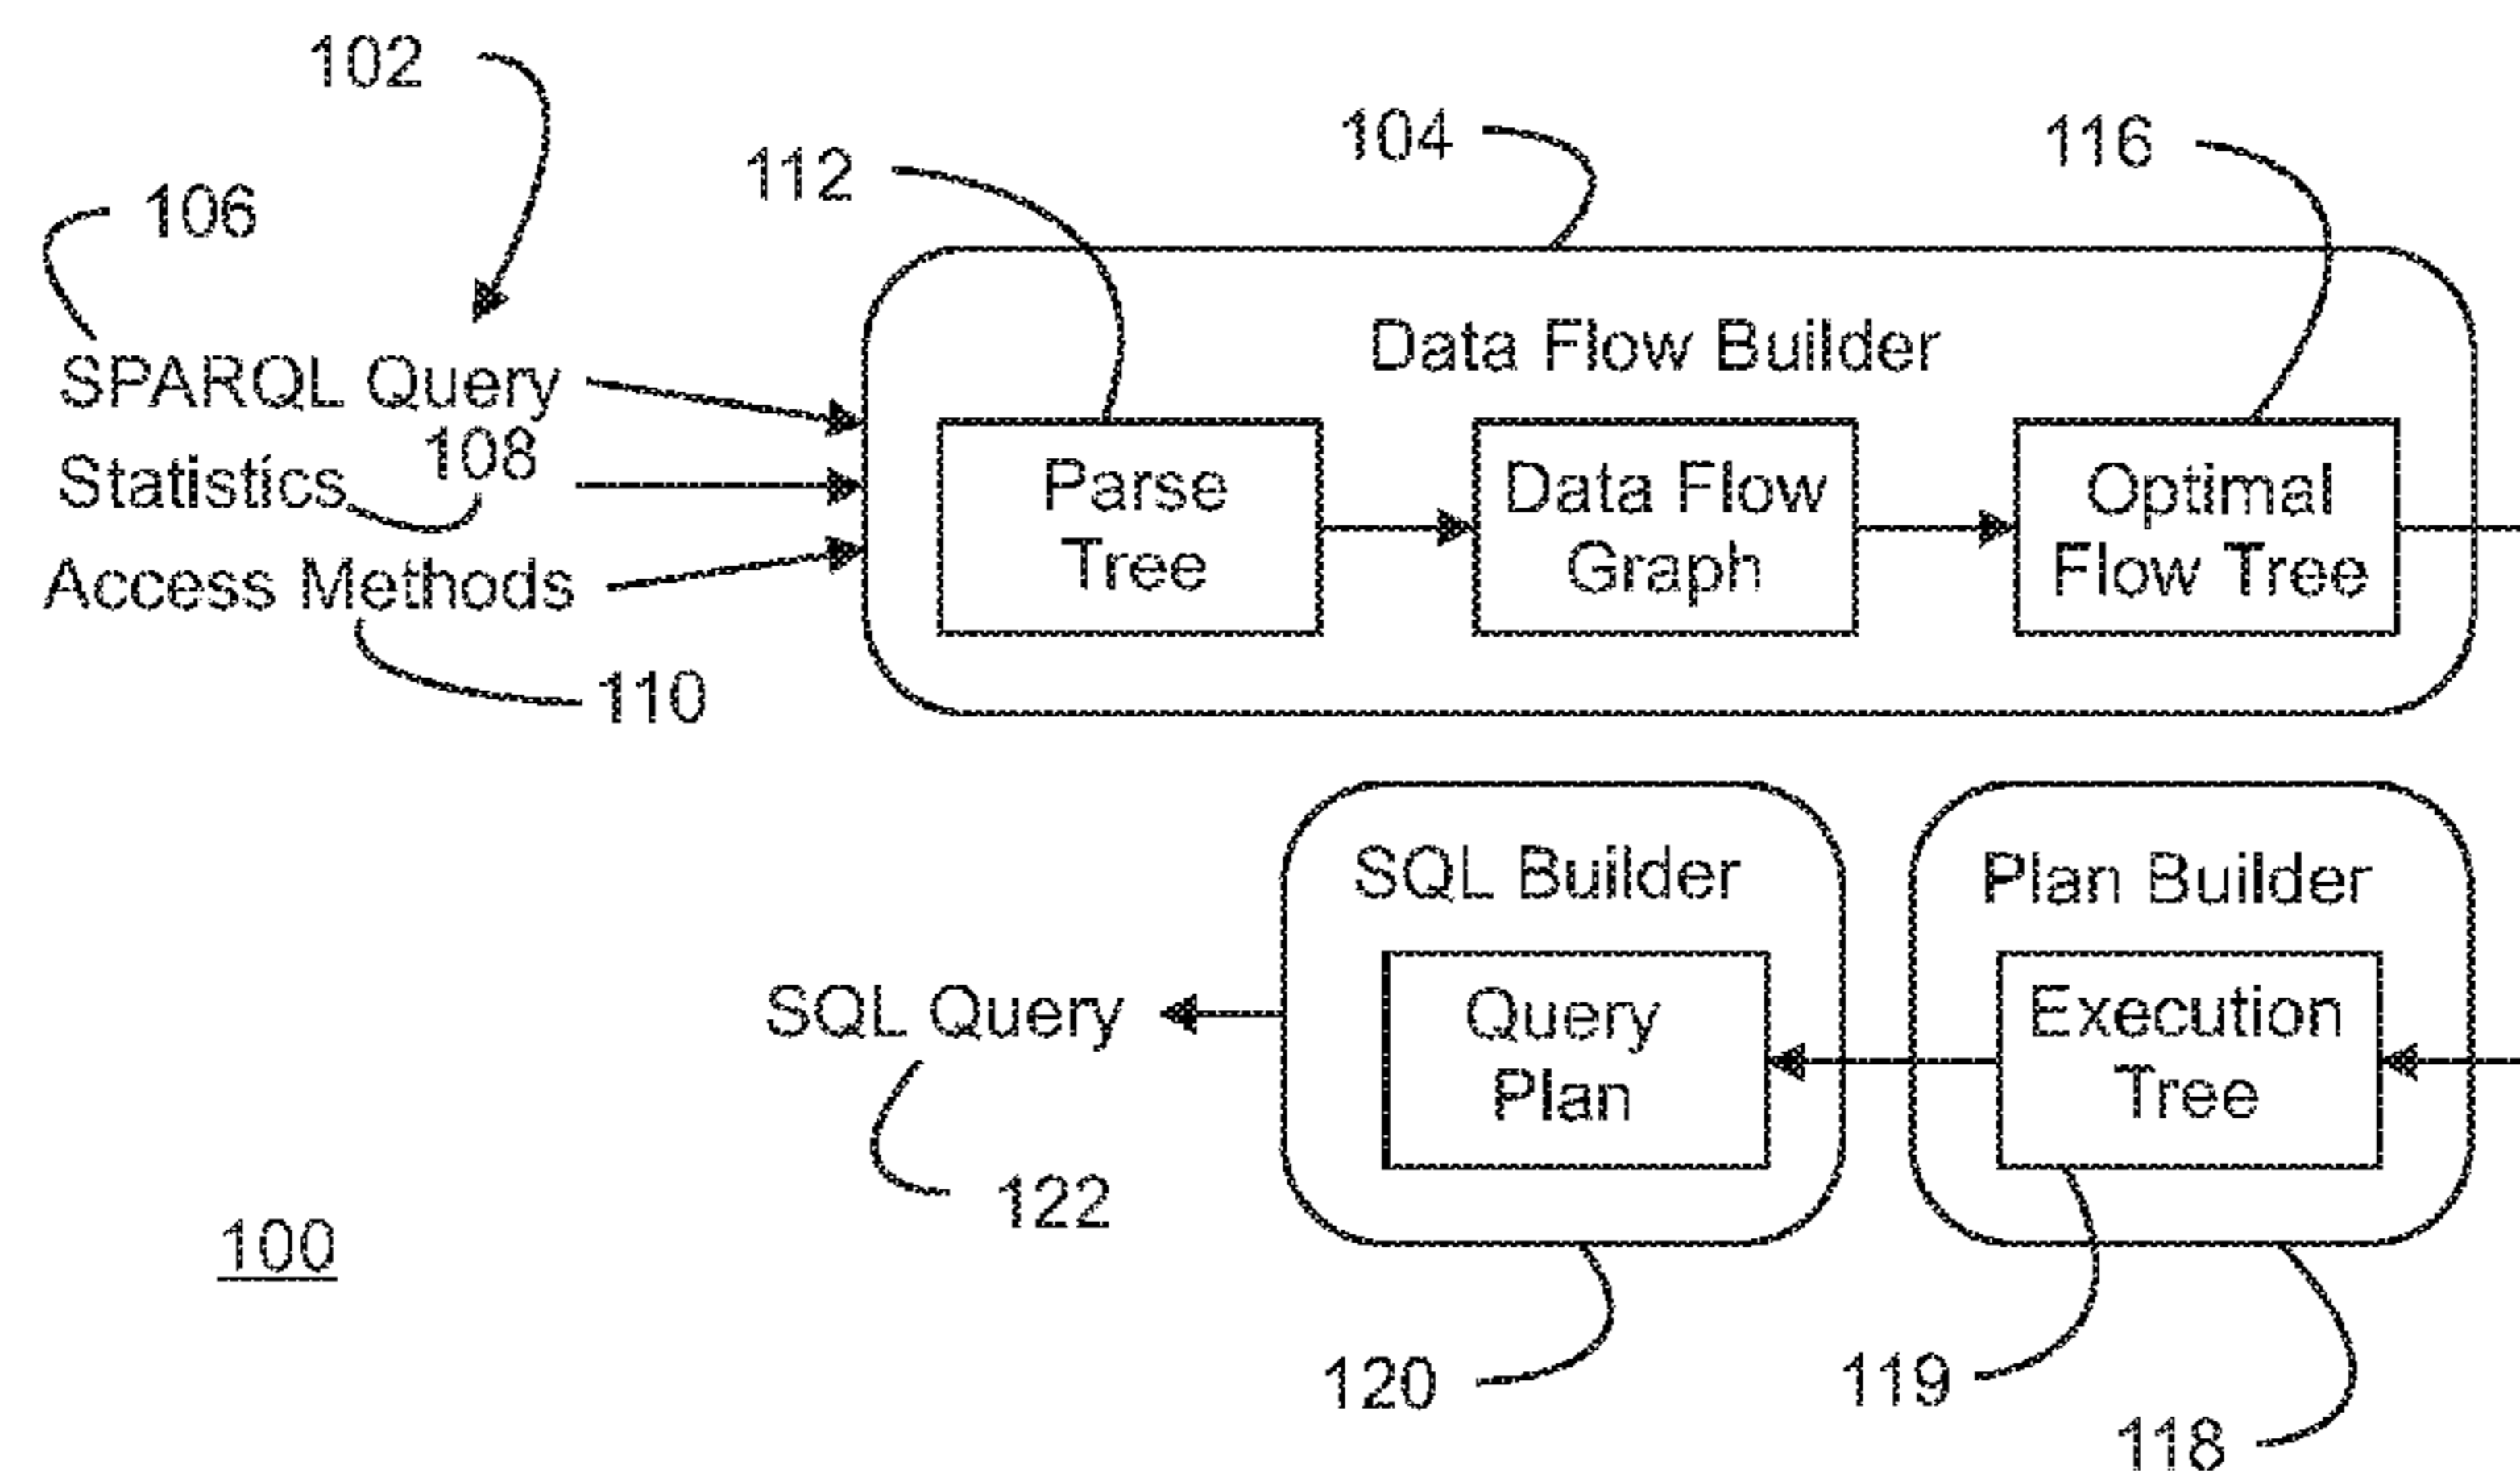 102
104
116
112
106
Data Flow Builder
SPARQL Query
108
Statistics
Access Methods
110
Parse
Tree
Data Flow
Graph
Optimal
Flow Tree
SQL Builder
Plan Builder
SQL Query
Query
Plan
Execution
Tree
122
100
120
119
118